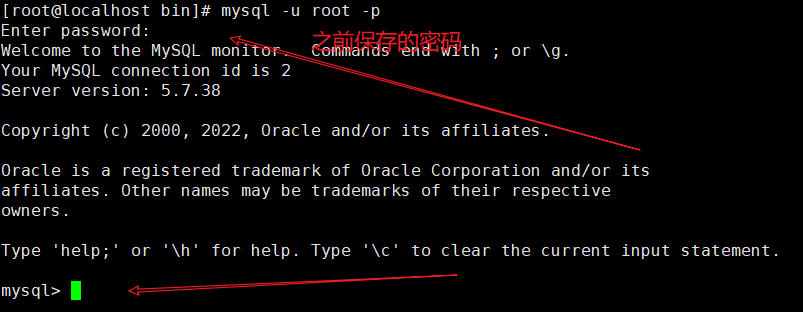 [root@localhost bin]# mysql -u root -p
Enter password:
之前保存的密码
Welcome to the MySQL monitor.  Commands end with ; or \g.
Your MySQL connection id is 2
Server version: 5.7.38
Copyright (c) 2000, 2022, Oracle and/or its affiliates.
Oracle is a registered trademark of Oracle Corporation and/or its
affiliates. Other names may be trademarks of their respective
owners.
Type 'help;' or '\h' for help. Type '\c' to clear the current input statement.
mysql>